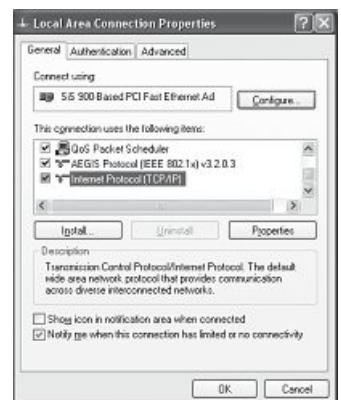 Local Area Connection Properties
General Authentication Advanced
Connect using:
SiS 900-Based PCI Fast Ethernet Ad Configure...
This connection uses the following items:
QoS Packet Scheduler
AEGIS Protocol (IEEE 802.1x) v3.2.0.3
Internet Protocol (TCP/IP)
Install... Uninstall Properties
Description
Transmission Control Protocol/Internet Protocol. The default
wide area network protocol that provides communication
across diverse interconnected networks.
Show icon in notification area when connected
Notify me when this connection has limited or no connectivity
OK Cancel